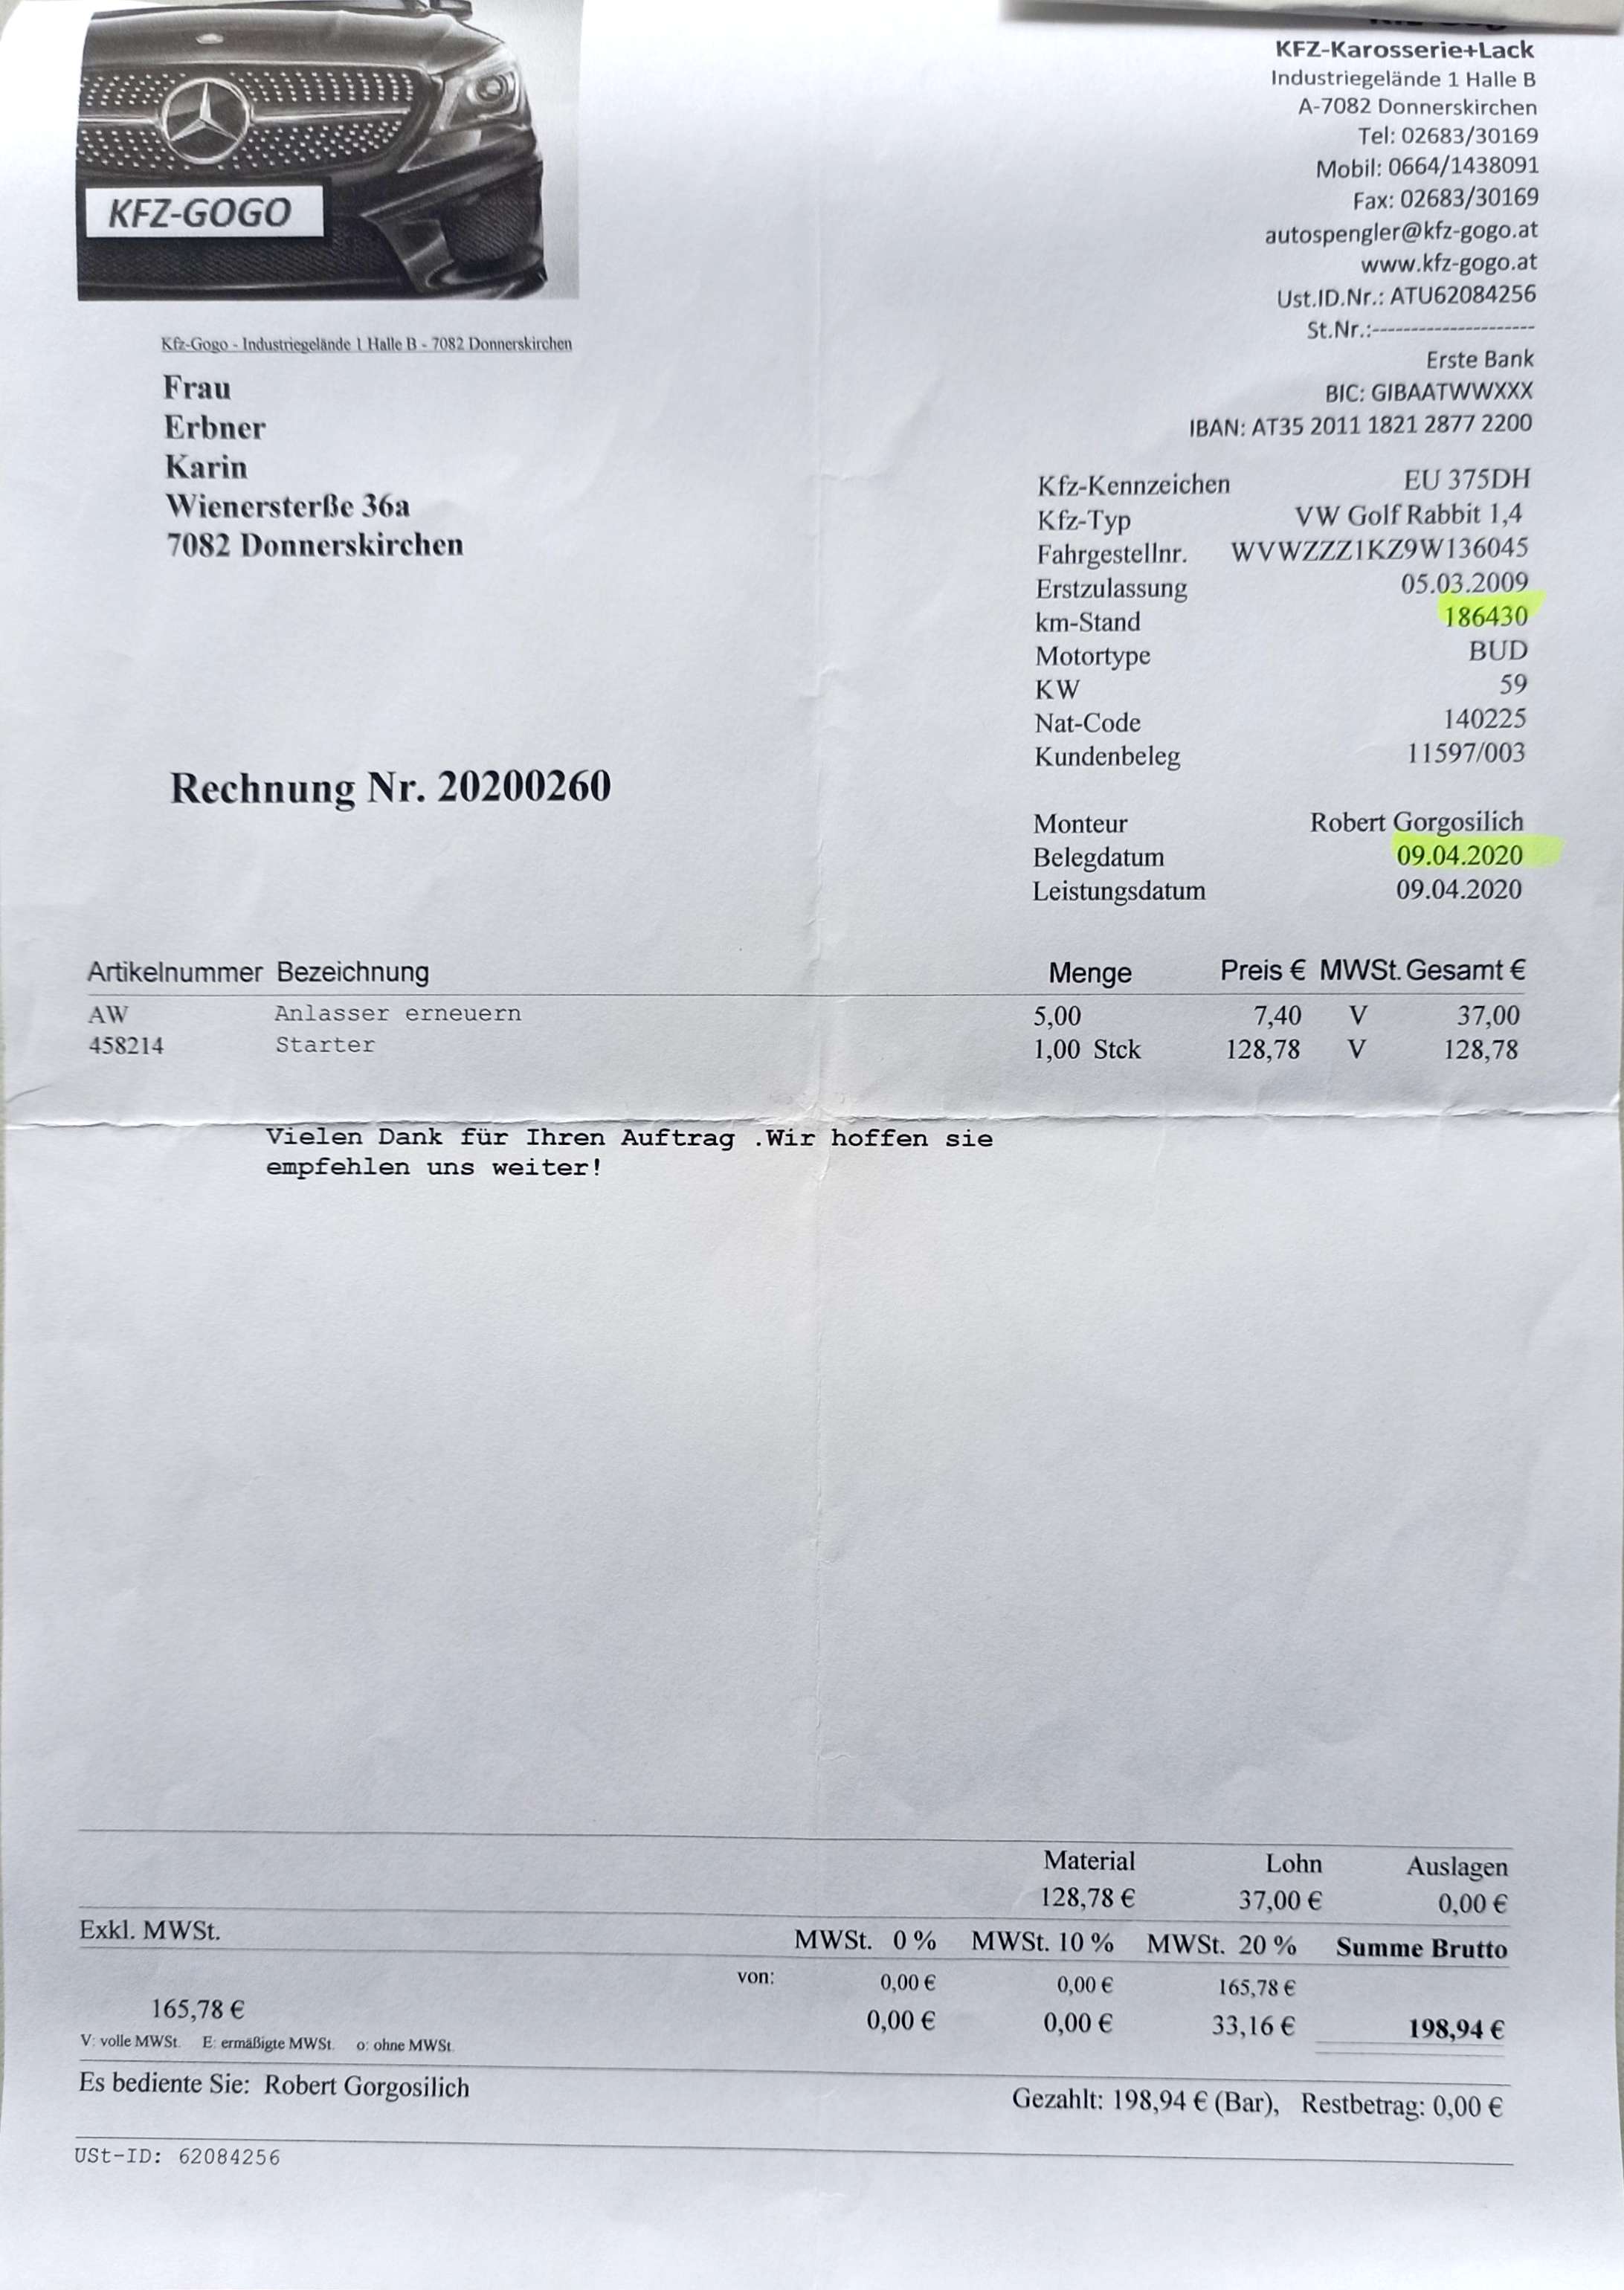 KFZ-GOGO
KFZ-Karosserie+Lack
Industriegelände 1 Halle B
A-7082 Donnerskirchen
Tel: 02683/30169
Mobil: 0664/1438091
Fax: 02683/30169
autospengler@kfz-gogo.at
www.kfz-gogo.at
Ust.ID.Nr.: ATU62084256
St.Nr.:---------------------
Erste Bank
BIC: GIBAATWWXXX
IBAN: AT35 2011 1821 2877 2200
Kfz-Gogo - Industriegelände 1 Halle B - 7082 Donnerskirchen
Frau
Erbner
Karin
Wienersterße 36a
7082 Donnerskirchen
Kfz-Kennzeichen EU 375DH
Kfz-Typ VW Golf Rabbit 1,4
Fahrgestellnr. WVWZZZ1KZ9W136045
Erstzulassung 05.03.2009
km-Stand 186430
Motortype BUD
KW 59
Nat-Code 140225
Kundenbeleg 11597/003
Rechnung Nr. 20200260
Monteur Robert Gorgosilich
Belegdatum 09.04.2020
Leistungsdatum 09.04.2020
Artikelnummer Bezeichnung Menge Preis € MWSt. Gesamt €
AW Anlasser erneuern 5,00 7,40 V 37,00
458214 Starter 1,00 Stck 128,78 V 128,78
Vielen Dank für Ihren Auftrag .Wir hoffen sie
empfehlen uns weiter!
Material Lohn Auslagen
128,78 € 37,00 € 0,00 €
Exkl. MWSt. MWSt. 0 % MWSt. 10 % MWSt. 20 % Summe Brutto
von: 0,00 € 0,00 € 165,78 €
165,78 € 0,00 € 0,00 € 33,16 € 198,94 €
V: volle MWSt. E: ermäßigte MWSt. o: ohne MWSt.
Es bediente Sie: Robert Gorgosilich Gezahlt: 198,94 € (Bar), Restbetrag: 0,00 €
USt-ID: 62084256